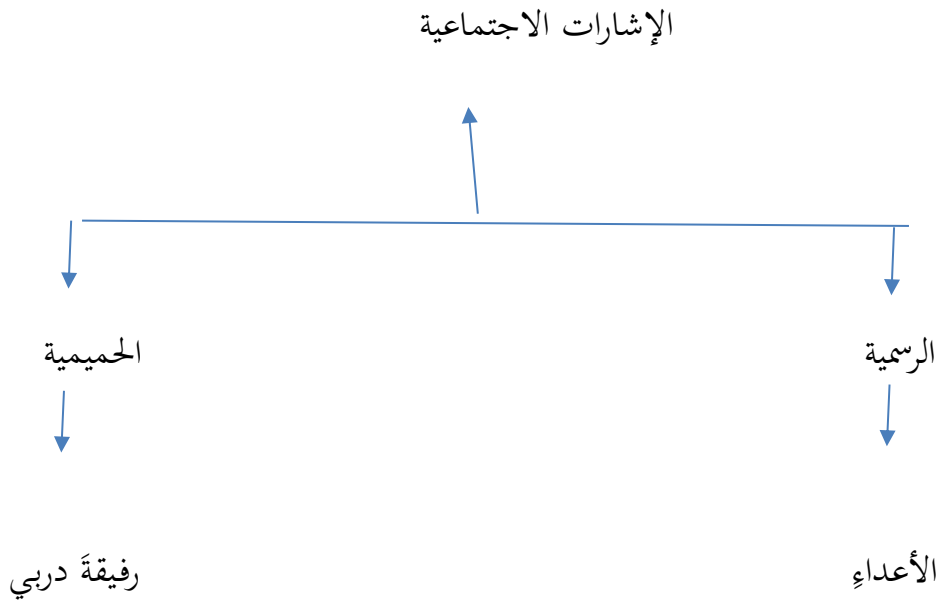 الإشارات الاجتماعية
الرسمية
الحميمية
الأعداءِ
رفيقةَ دربي